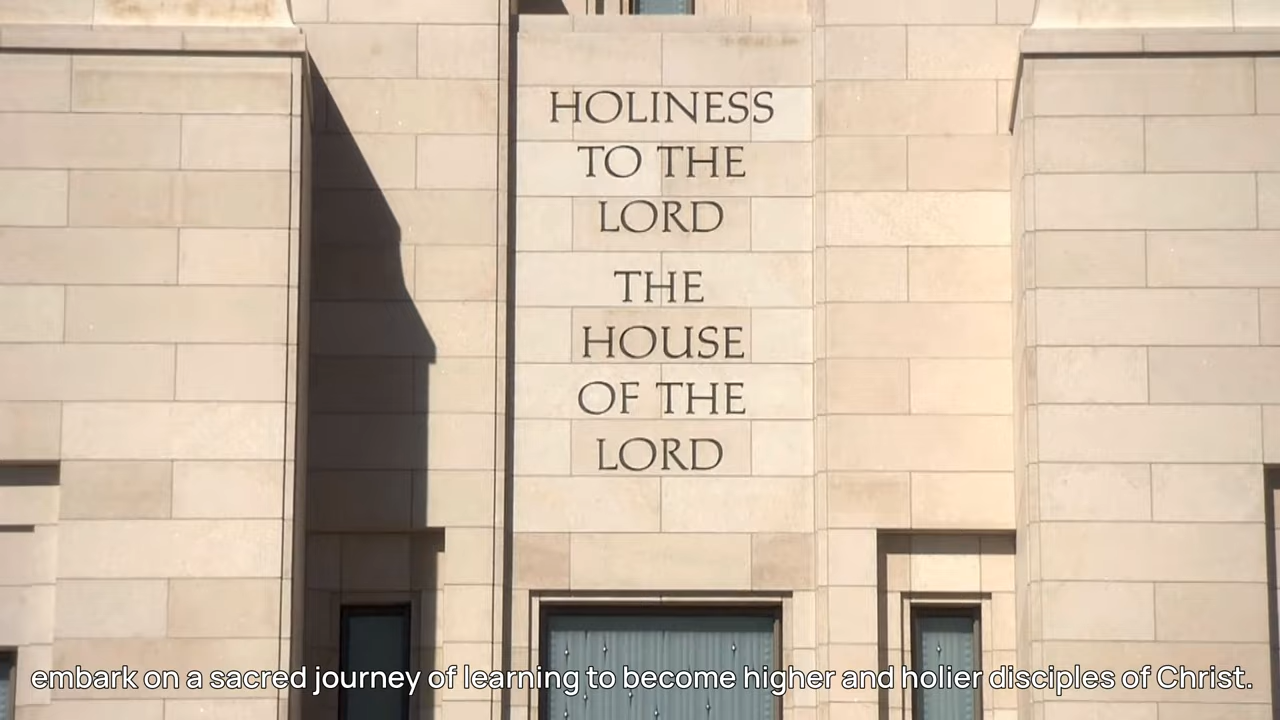 HOLINESS
TO THE
LORD
THE
HOUSE
OF THE
LORD
embark on a sacred journey of learning to become higher and holier disciples of Christ.